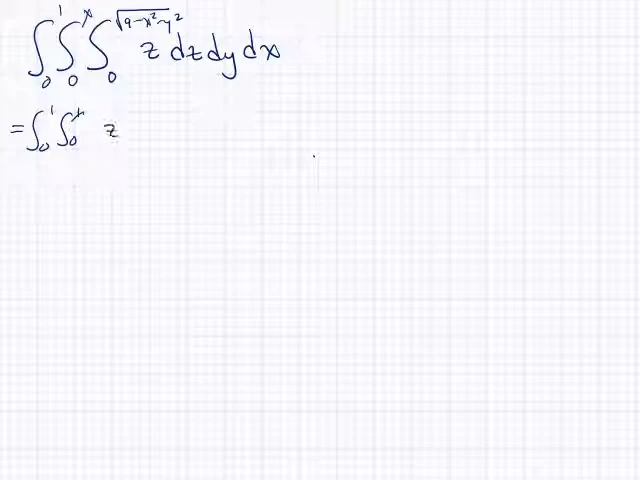 ∫₀¹ ∫₀ˣ ∫₀^√(9-x²-y²) z dz dy dx
= ∫₀¹ ∫₀ˣ z